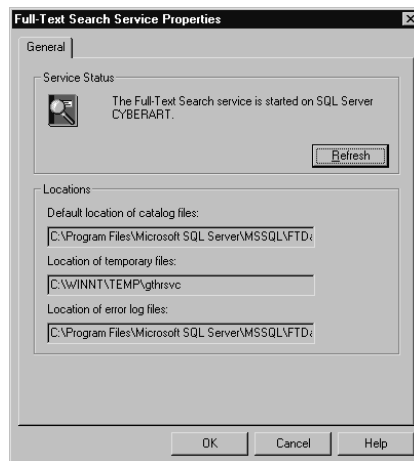 Full-Text Search Service Properties
General
Service Status
The Full-Text Search service is started on SQL Server
CYBERART.
Refresh
Locations
Default location of catalog files:
C:\Program Files\Microsoft SQL Server\MSSQL\FTDa
Location of temporary files:
C:\WINNT\TEMP\gthrsvc
Location of error log files:
C:\Program Files\Microsoft SQL Server\MSSQL\FTDa
OK
Cancel
Help